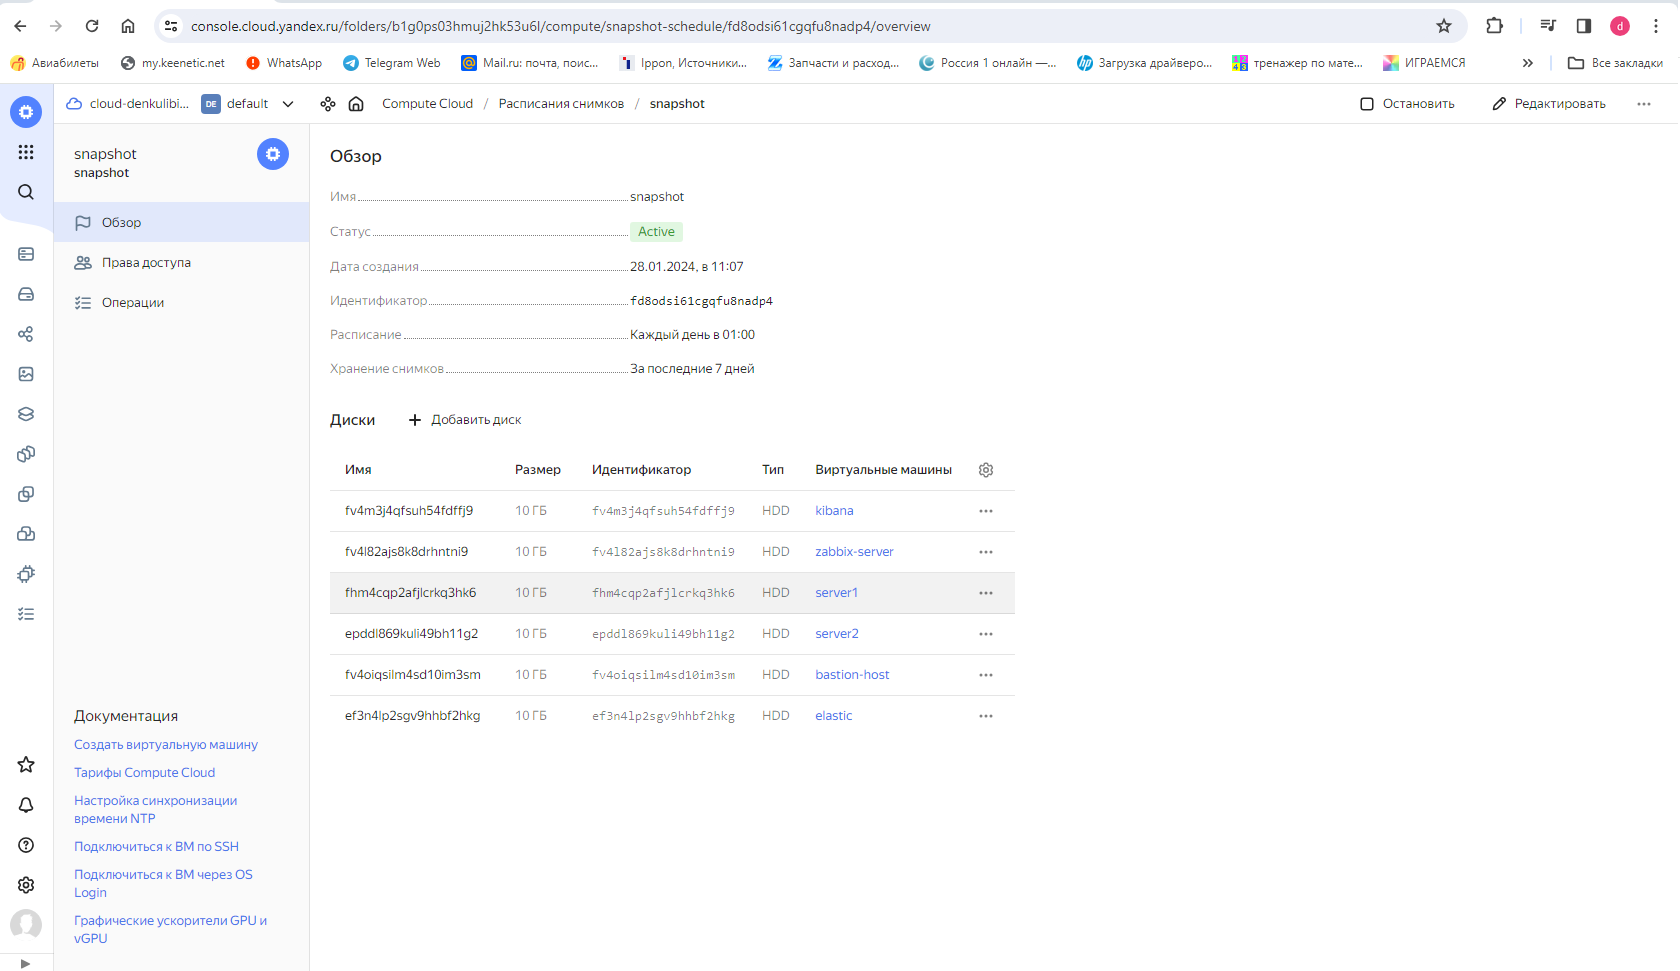 console.cloud.yandex.ru/folders/b1g0ps03hmuj2hk53u6l/compute/snapshot-schedule/fd8odsi61cgqfu8nadp4/overview
d
Авиабилеты my.keenetic.net WhatsApp Telegram Web Mail.ru: почта, поис... Ippon, Источники... Запчасти и расход... Россия 1 онлайн —... Загрузка драйверо... тренажер по мате... ИГРАЕМСЯ » Все закладки
cloud-denkulibi... DE default Compute Cloud / Расписания снимков / snapshot Остановить Редактировать
snapshot
snapshot
Обзор
Права доступа
Операции
Документация
Создать виртуальную машину
Тарифы Compute Cloud
Настройка синхронизации
времени NTP
Подключиться к ВМ по SSH
Подключиться к ВМ через OS
Login
Графические ускорители GPU и
vGPU
Обзор
Имя snapshot
Статус Active
Дата создания 28.01.2024, в 11:07
Идентификатор fd8odsi61cgqfu8nadp4
Расписание Каждый день в 01:00
Хранение снимков За последние 7 дней
Диски + Добавить диск
Имя Размер Идентификатор Тип Виртуальные машины
fv4m3j4qfsuh54fdffj9 10 ГБ fv4m3j4qfsuh54fdffj9 HDD kibana
fv4l82ajs8k8drhntni9 10 ГБ fv4l82ajs8k8drhntni9 HDD zabbix-server
fhm4cqp2afjlcrkq3hk6 10 ГБ fhm4cqp2afjlcrkq3hk6 HDD server1
epddl869kuli49bh11g2 10 ГБ epddl869kuli49bh11g2 HDD server2
fv4oiqsilm4sd10im3sm 10 ГБ fv4oiqsilm4sd10im3sm HDD bastion-host
ef3n4lp2sgv9hhbf2hkg 10 ГБ ef3n4lp2sgv9hhbf2hkg HDD elastic